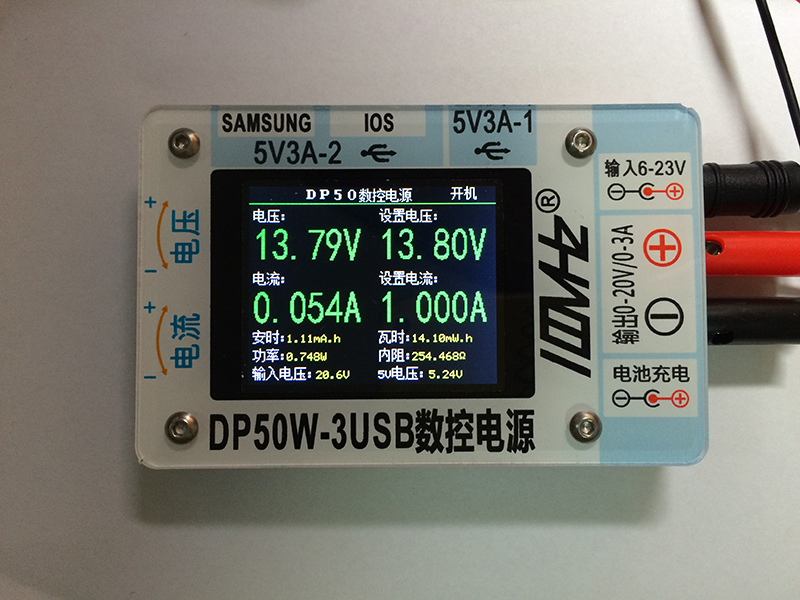 SAMSUNG IOS
5V3A-2
5V3A-1
输入6-23V
输出0-20V/0-3A
电池充电
+ 电压 -
+ 电流 -
DP50数控电源 开机
电压: 设置电压:
13.79V 13.80V
电流: 设置电流:
0.054A 1.000A
安时:1.11mA.h 瓦时:14.10mW.h
功率:0.748W 内阻:254.468Ω
输入电压:20.6V 5V电压:5.24V
10MHz®
DP50W-3USB数控电源